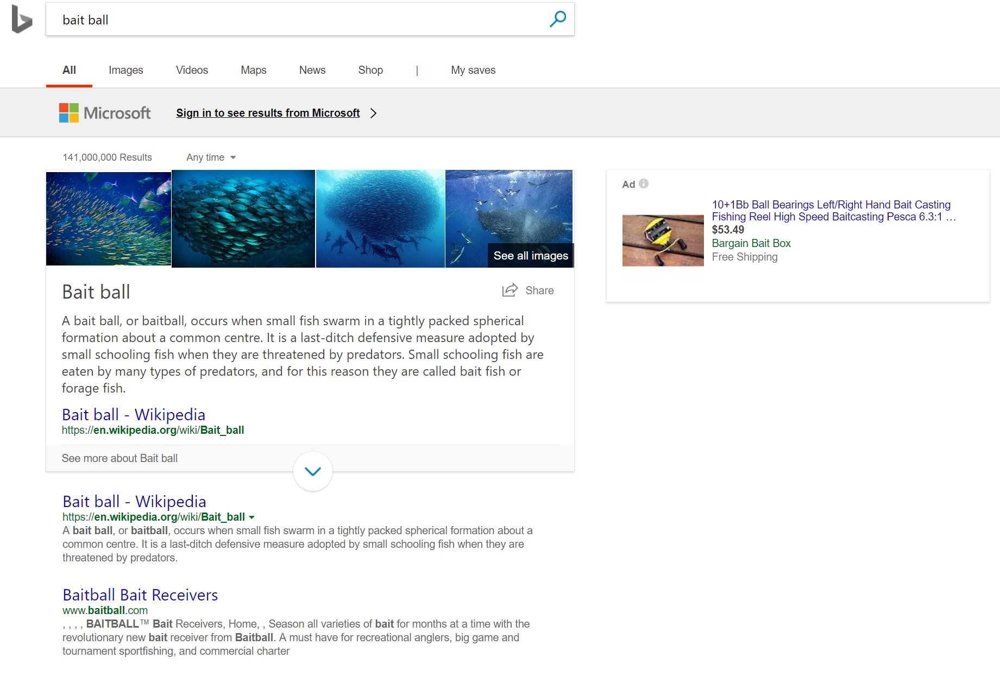 bait ball
All Images Videos Maps News Shop | My saves
Microsoft Sign in to see results from Microsoft
141,000,000 Results Any time
See all images
Bait ball
Share
A bait ball, or baitball, occurs when small fish swarm in a tightly packed spherical
formation about a common centre. It is a last-ditch defensive measure adopted by
small schooling fish when they are threatened by predators. Small schooling fish are
eaten by many types of predators, and for this reason they are called bait fish or
forage fish.
Bait ball - Wikipedia
https://en.wikipedia.org/wiki/Bait_ball
See more about Bait ball
Bait ball - Wikipedia
https://en.wikipedia.org/wiki/Bait_ball
A bait ball, or baitball, occurs when small fish swarm in a tightly packed spherical formation about a
common centre. It is a last-ditch defensive measure adopted by small schooling fish when they are
threatened by predators.
Baitball Bait Receivers
www.baitball.com
, , , , BAITBALL™ Bait Receivers, Home, , Season all varieties of bait for months at a time with the
revolutionary new bait receiver from Baitball. A must have for recreational anglers, big game and
tournament sportfishing, and commercial charter
Ad
10+1Bb Ball Bearings Left/Right Hand Bait Casting
Fishing Reel High Speed Baitcasting Pesca 6.3:1 ...
$53.49
Bargain Bait Box
Free Shipping